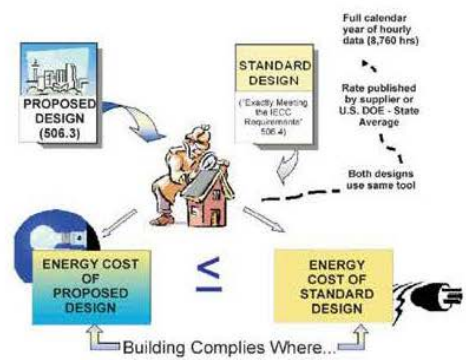 Full calendar
year of hourly
data (8,760 hrs)
STANDARD
DESIGN
("Exactly Meeting
the IECC
Requirements"
506.4)
PROPOSED
DESIGN
(506.3)
Rate published
by supplier or
U.S. DOE - State
Average
Both designs
use same tool
ENERGY COST
OF
PROPOSED
DESIGN
≤
ENERGY
COST OF
STANDARD
DESIGN
Building Complies Where...